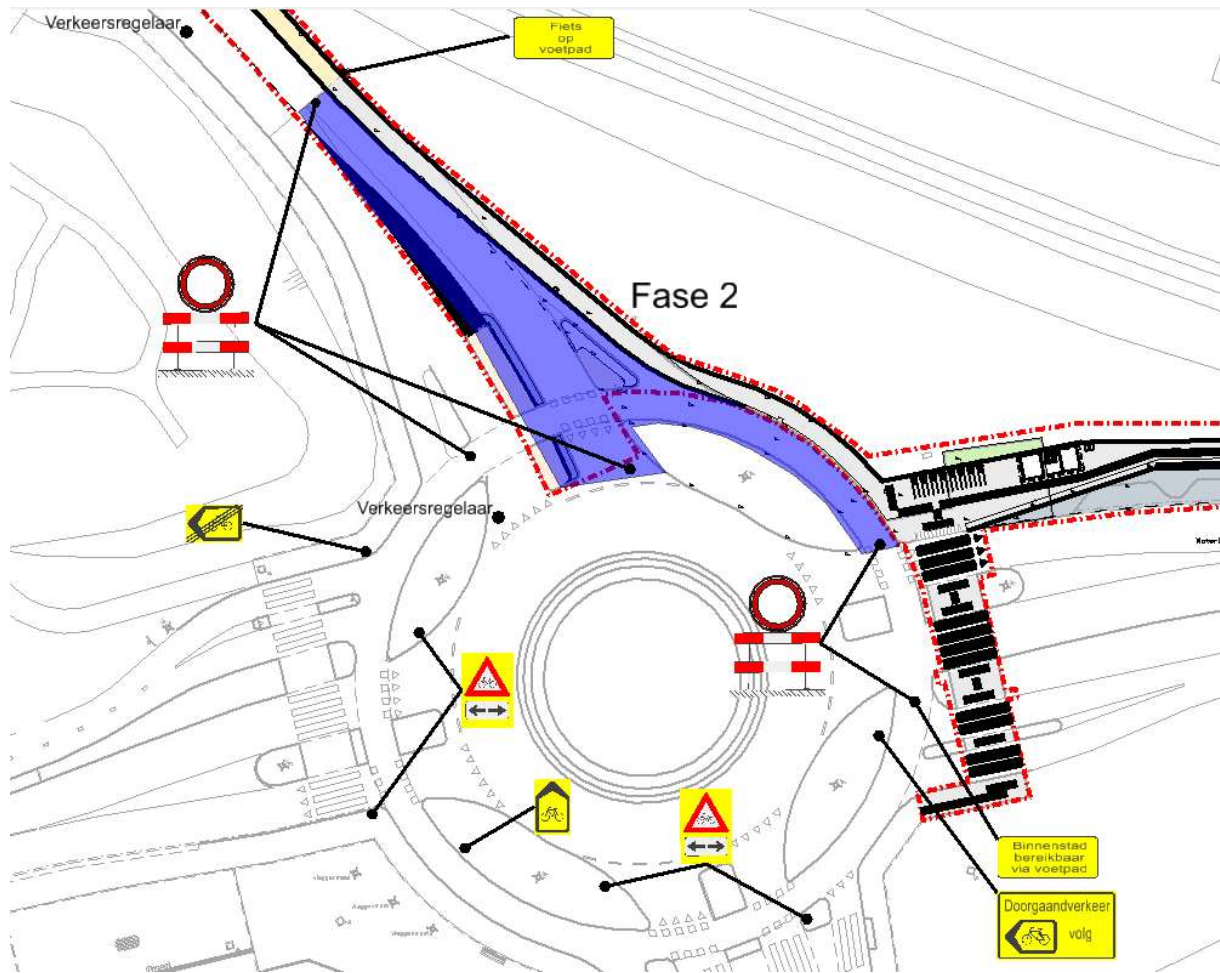 Verkeersregelaar
Fiets
op
voetpad
Fase 2
Verkeersregelaar
Binnenstad
bereikbaar
via voetpad
Doorgaandverkeer
volg